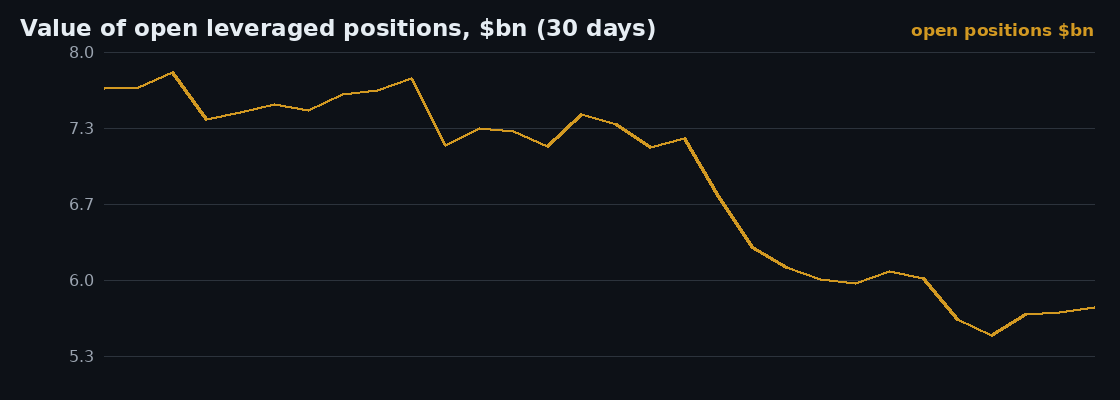 Value of open leveraged positions, $bn (30 days)
open positions $bn
8.0
7.3
6.7
6.0
5.3